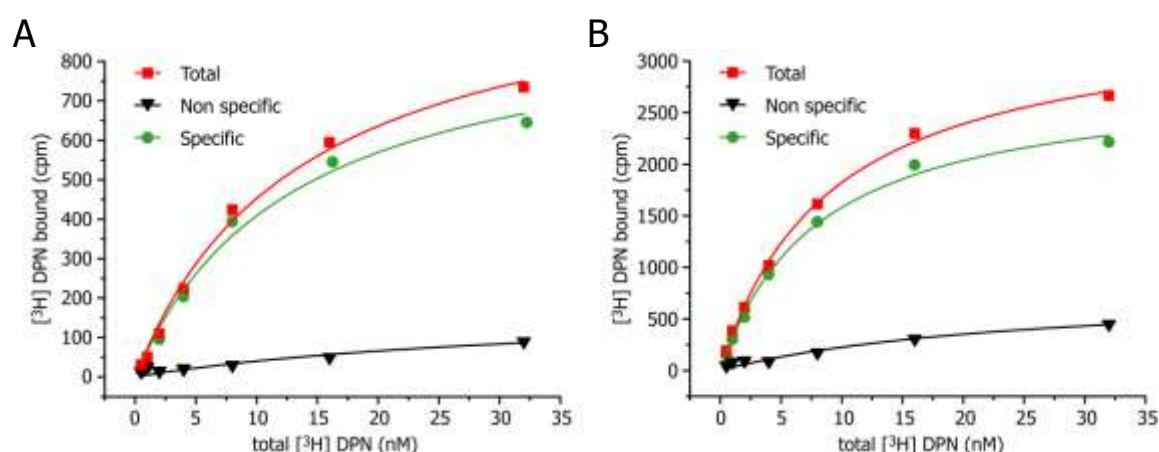 A
B
[³H] DPN bound (cpm)
800
700
600
500
400
300
200
100
0
Total
Non specific
Specific
0
5
10
15
20
25
30
35
total [³H] DPN (nM)
[³H] DPN bound (cpm)
3000
2500
2000
1500
1000
500
0
Total
Non specific
Specific
0
5
10
15
20
25
30
35
total [³H] DPN (nM)